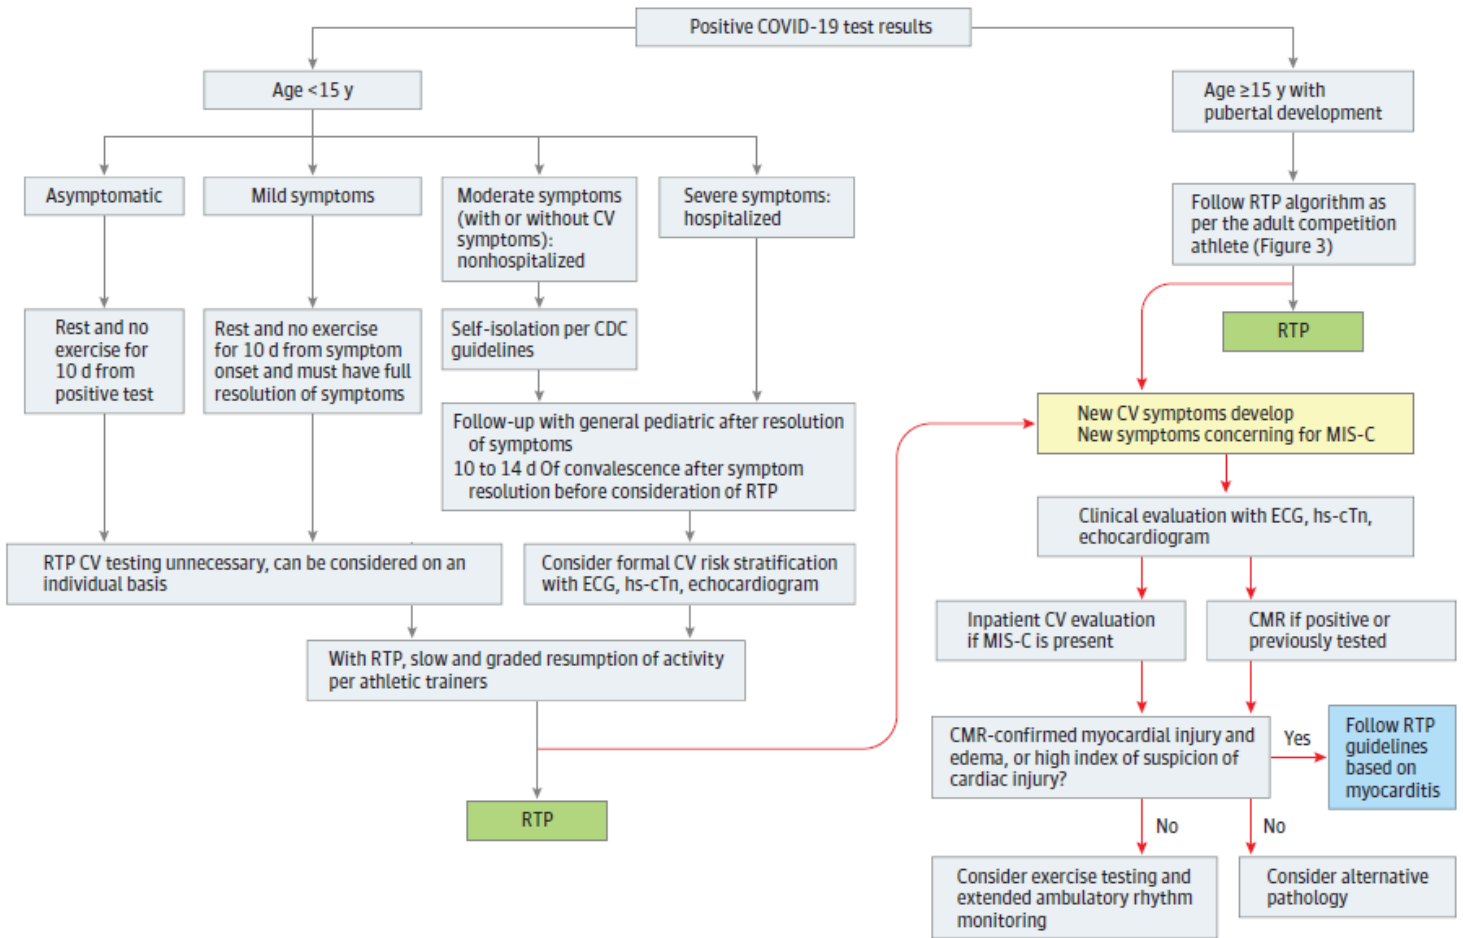 Positive COVID-19 test results
Age <15 y
Age ≥15 y with
pubertal development
Asymptomatic
Mild symptoms
Moderate symptoms
(with or without CV
symptoms):
nonhospitalized
Severe symptoms:
hospitalized
Follow RTP algorithm as
per the adult competition
athlete (Figure 3)
Rest and no
exercise for
10 d from
positive test
Rest and no exercise
for 10 d from symptom
onset and must have full
resolution of symptoms
Self-isolation per CDC
guidelines
RTP
Follow-up with general pediatric after resolution
of symptoms
10 to 14 d Of convalescence after symptom
resolution before consideration of RTP
New CV symptoms develop
New symptoms concerning for MIS-C
RTP CV testing unnecessary, can be considered on an
individual basis
Consider formal CV risk stratification
with ECG, hs-cTn, echocardiogram
Clinical evaluation with ECG, hs-cTn,
echocardiogram
With RTP, slow and graded resumption of activity
per athletic trainers
Inpatient CV evaluation
if MIS-C is present
CMR if positive or
previously tested
RTP
CMR-confirmed myocardial injury and
edema, or high index of suspicion of
cardiac injury?
Yes
Follow RTP
guidelines
based on
myocarditis
No
No
Consider exercise testing and
extended ambulatory rhythm
monitoring
Consider alternative
pathology